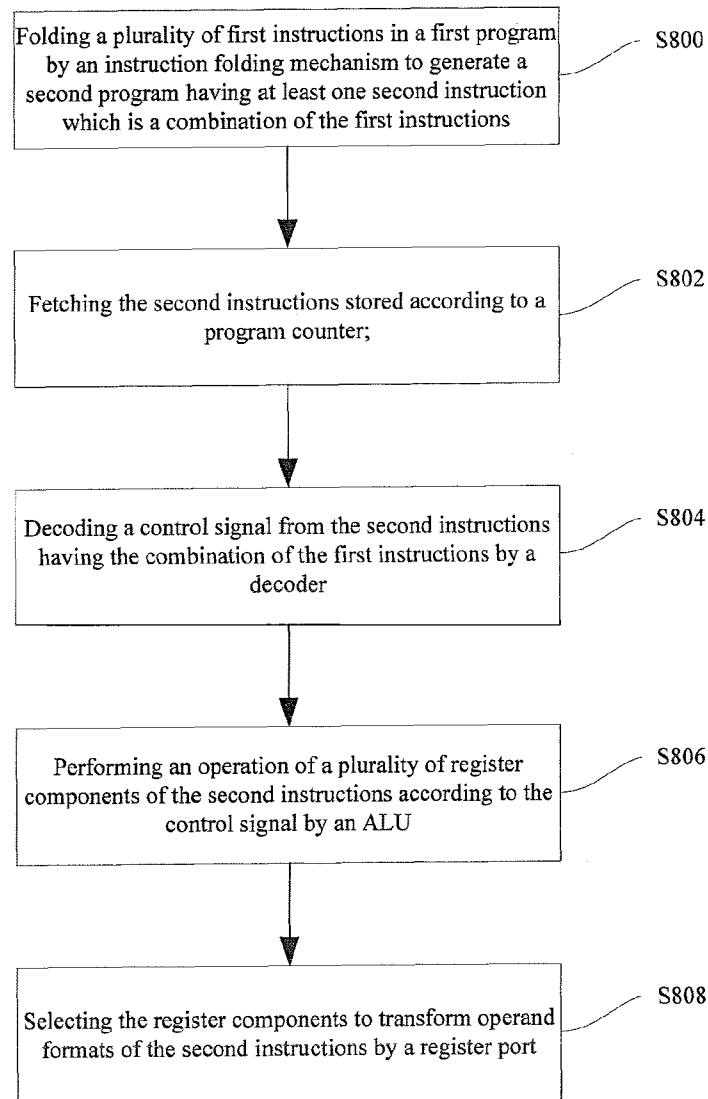 Folding a plurality of first instructions in a first program
by an instruction folding mechanism to generate a
second program having at least one second instruction
which is a combination of the first instructions
S800
Fetching the second instructions stored according to a
program counter;
S802
Decoding a control signal from the second instructions
having the combination of the first instructions by a
decoder
S804
Performing an operation of a plurality of register
components of the second instructions according to the
control signal by an ALU
S806
Selecting the register components to transform operand
formats of the second instructions by a register port
S808